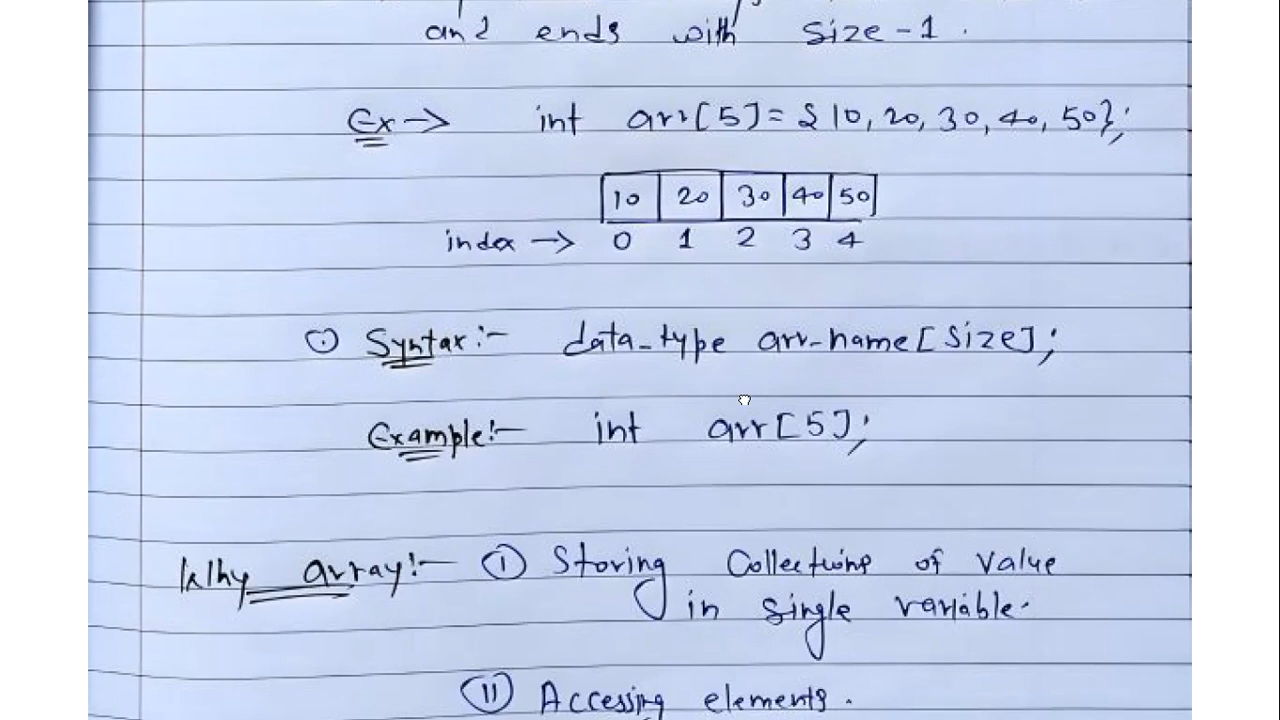 and ends with size-1.
Ex→ int arr[5]={10,20,30,40,50};
10 20 30 40 50
index → 0 1 2 3 4
Syntax:- data_type arr_name[size];
Example:- int arr[5];
Why array:- (I) Storing Collections of value
in single variable.
(II) Accessing elements.